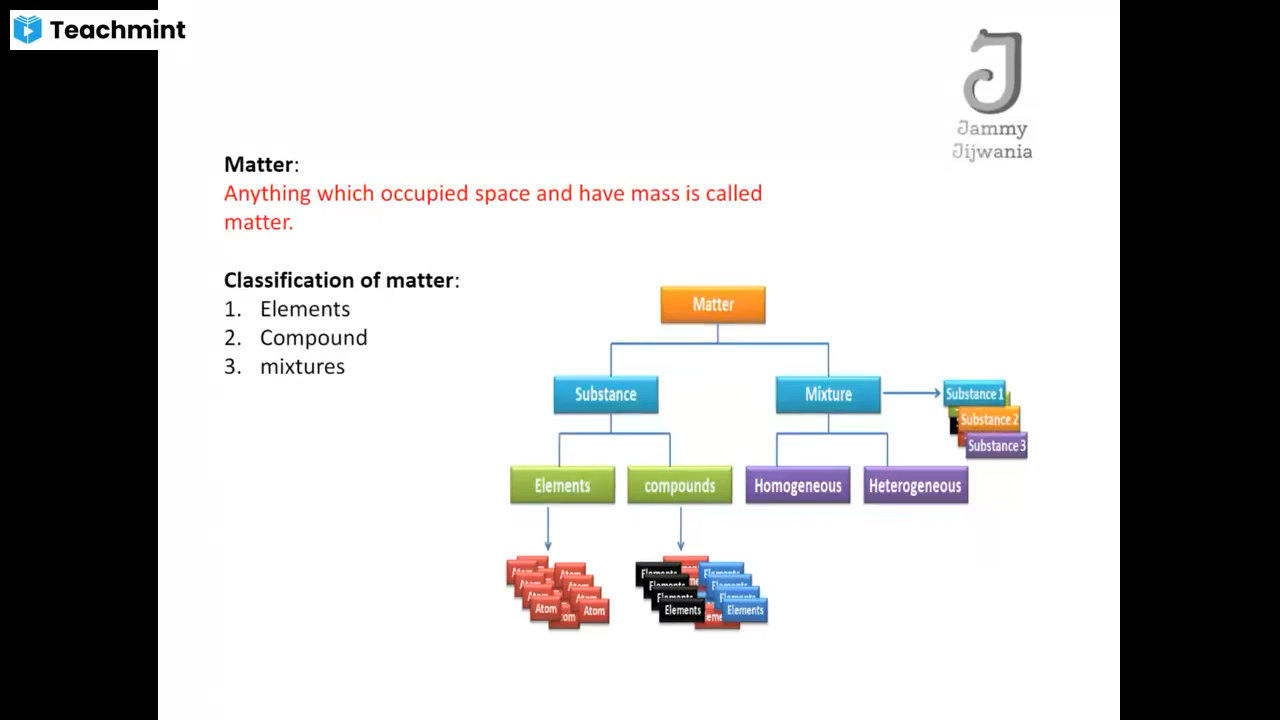 Teachmint
Jammy
Jijwania
Matter:
Anything which occupied space and have mass is called
matter.
Classification of matter:
1. Elements
2. Compound
3. mixtures
Matter
Substance
Mixture
Substance 1
Substance 2
Substance 3
Elements
compounds
Homogeneous
Heterogeneous
Atom
Atom
Elements
Elements